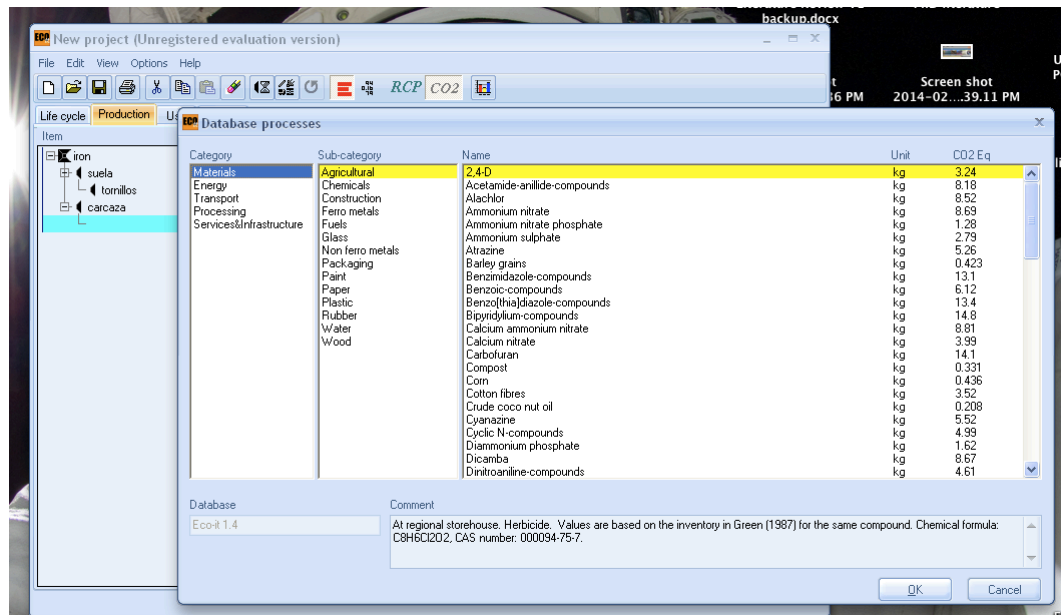 backup.docx
New project (Unregistered evaluation version)
File Edit View Options Help
RCP CO2
Screen shot
2014-02....39.11 PM
36 PM
Life cycle Production Us
Database processes
Item
iron
suela
tornillos
carcaza
Category Sub-category Name Unit CO2 Eq
Materials Agricultural 2,4-D kg 3.24
Energy Chemicals Acetamide-anillide-compounds kg 8.18
Transport Construction Alachlor kg 8.52
Processing Ferro metals Ammonium nitrate kg 8.69
Services&Infrastructure Fuels Ammonium nitrate phosphate kg 1.28
Glass Ammonium sulphate kg 2.79
Non ferro metals Atrazine kg 5.26
Packaging Barley grains kg 0.423
Paint Benzimidazole-compounds kg 13.1
Paper Benzoic-compounds kg 6.12
Plastic Benzo[thia]diazole-compounds kg 13.4
Rubber Bipyridylium-compounds kg 14.8
Water Calcium ammonium nitrate kg 8.81
Wood Calcium nitrate kg 3.99
Carbofuran kg 14.1
Compost kg 0.331
Corn kg 0.436
Cotton fibres kg 3.52
Crude coco nut oil kg 0.208
Cyanazine kg 5.52
Cyclic N-compounds kg 4.99
Diammonium phosphate kg 1.62
Dicamba kg 8.67
Dinitroaniline-compounds kg 4.61
Database Comment
Eco-it 1.4
At regional storehouse. Herbicide. Values are based on the inventory in Green (1987) for the same compound. Chemical formula:
C8H6Cl2O2, CAS number: 000094-75-7.
OK Cancel